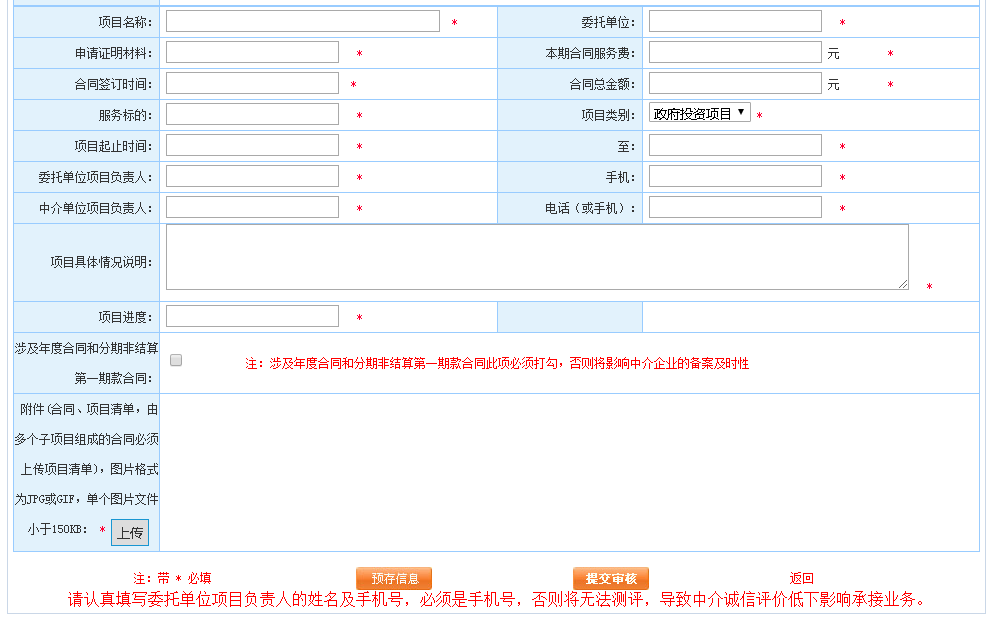 项目名称： * 委托单位： *
申请证明材料： * 本期合同服务费： 元 *
合同签订时间： * 合同总金额： 元 *
服务标的： * 项目类别： 政府投资项目 *
项目起止时间： * 至： *
委托单位项目负责人： * 手机： *
中介单位项目负责人： * 电话（或手机）： *
项目具体情况说明： *
项目进度： *
涉及年度合同和分期非结算
第一期款合同：
注：涉及年度合同和分期非结算第一期款合同此项必须打勾，否则将影响中介企业的备案及时性
附件(合同、项目清单，由
多个子项目组成的合同必须
上传项目清单)，图片格式
为JPG或GIF，单个图片文件
小于150KB： * 上传
注：带 * 必填 预存信息 提交审核 返回
请认真填写委托单位项目负责人的姓名及手机号，必须是手机号，否则将无法测评，导致中介诚信评价低下影响承接业务。